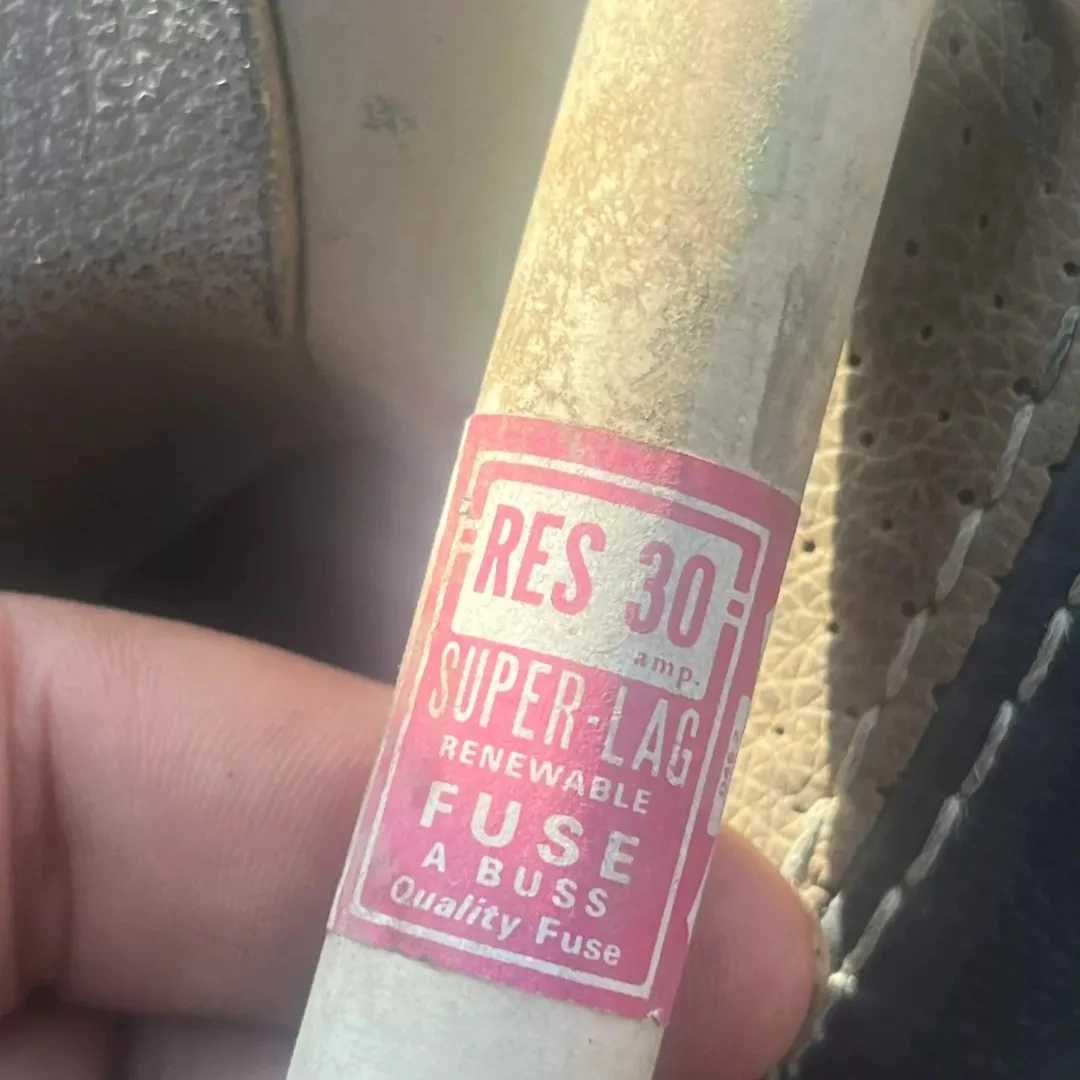 RES 30
amp.
SUPER-LAG
RENEWABLE
FUSE
A BUSS
Quality Fuse